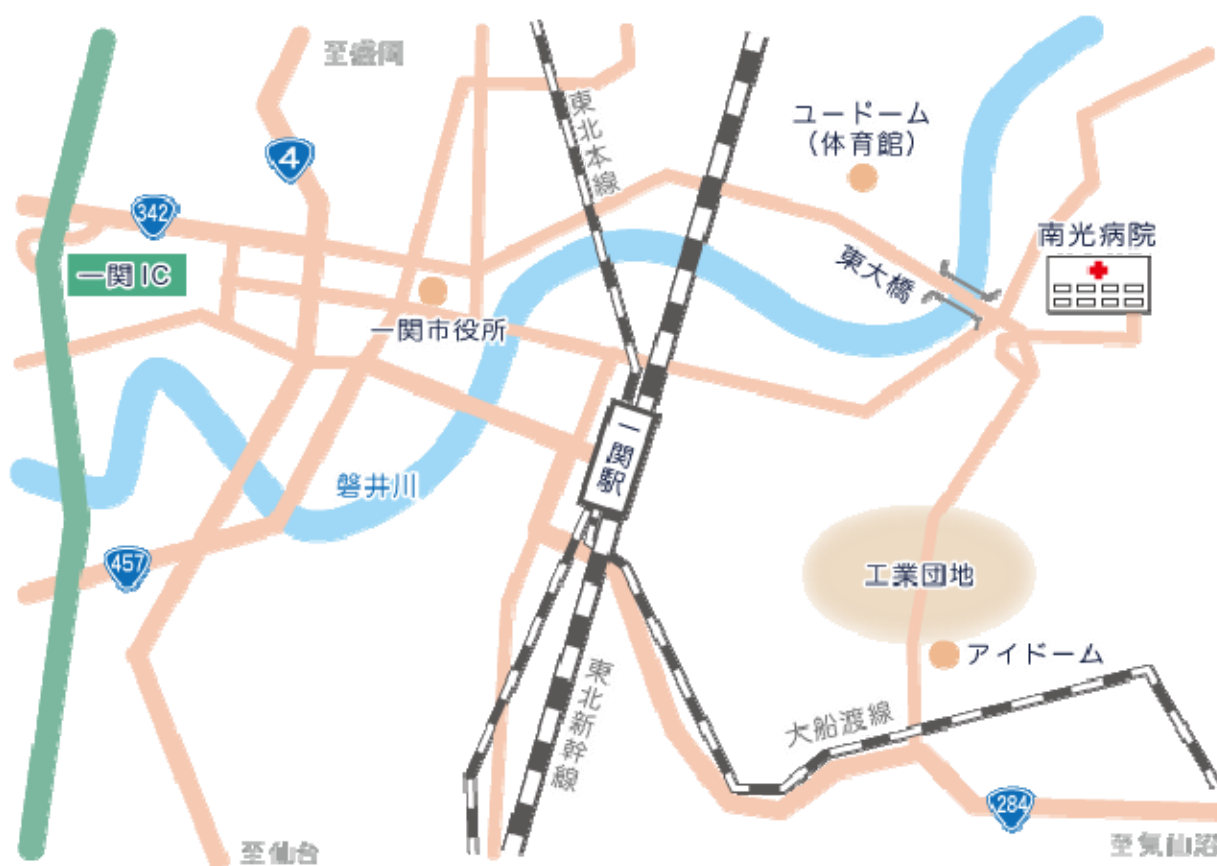 至盛岡
東北本線
ユードーム
(体育館)
4
342
南光病院
一関IC
東大橋
一関市役所
一関駅
磐井川
457
工業団地
アイドーム
東北新幹線
大船渡線
284
至仙台
至気仙沼